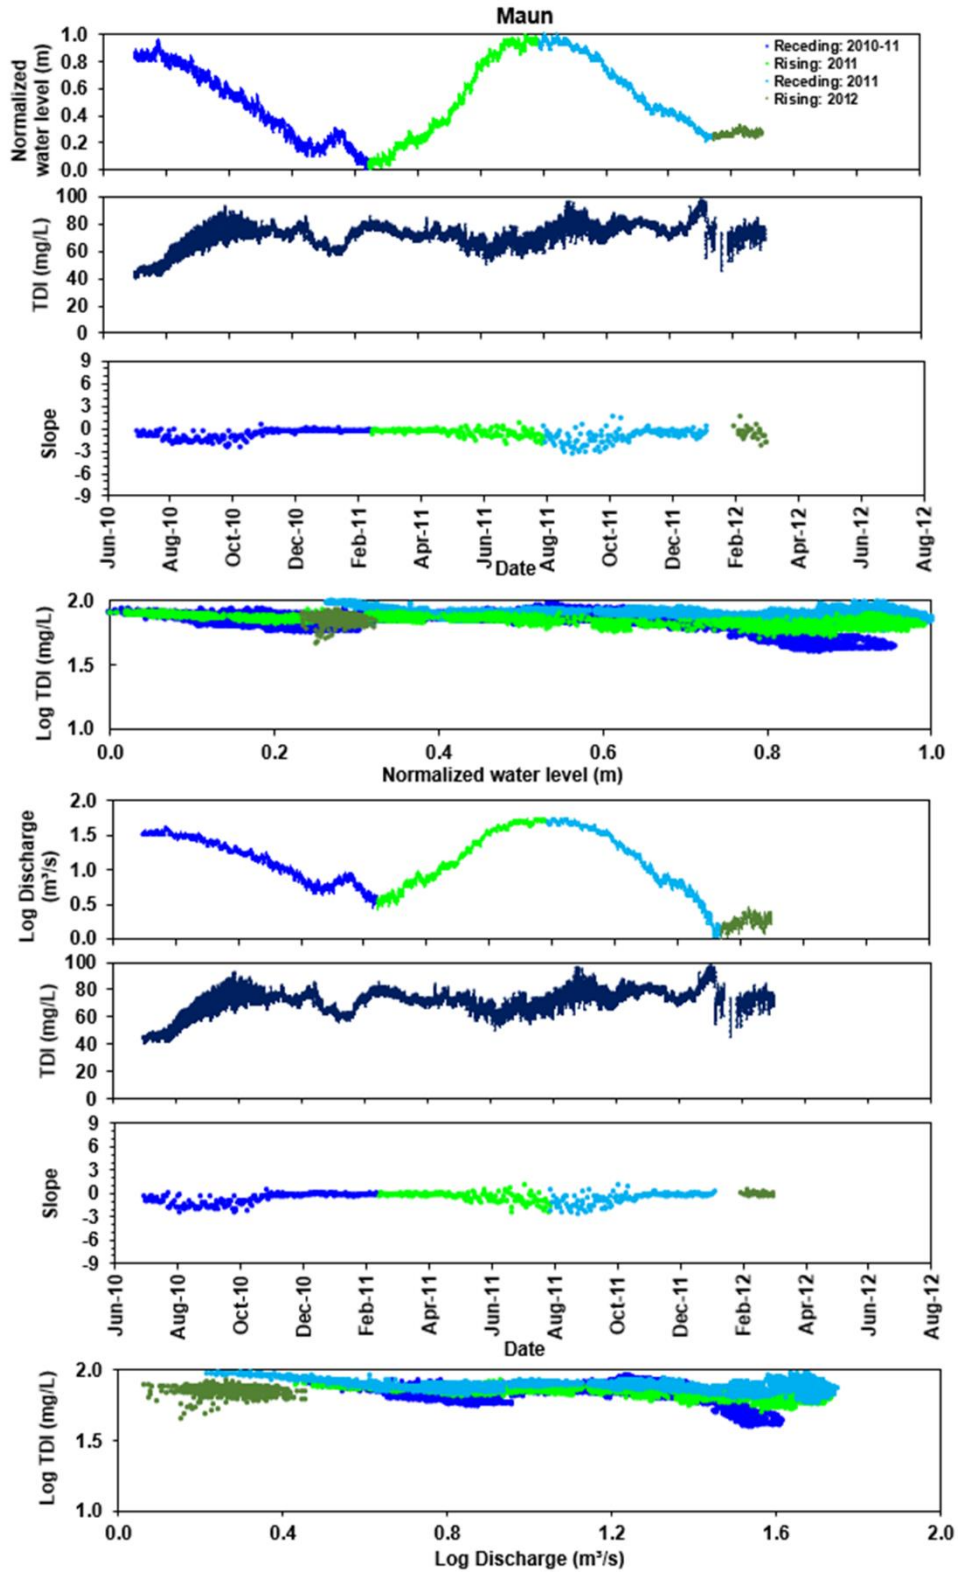 Maun
Normalized
water level (m)
1.0
0.8
0.6
0.4
0.2
0.0
Receding: 2010-11
Rising: 2011
Receding: 2011
Rising: 2012
TDI (mg/L)
100
80
60
40
20
0
Slope
9
6
3
0
-3
-6
-9
Jun-10 Aug-10 Oct-10 Dec-10 Feb-11 Apr-11 Jun-11 Aug-11 Oct-11 Dec-11 Feb-12 Apr-12 Jun-12 Aug-12
Date
Log TDI (mg/L)
2.0
1.5
1.0
0.0 0.2 0.4 0.6 0.8 1.0
Normalized water level (m)
Log Discharge
(m³/s)
2.0
1.5
1.0
0.5
0.0
TDI (mg/L)
100
80
60
40
20
0
Slope
9
6
3
0
-3
-6
-9
Jun-10 Aug-10 Oct-10 Dec-10 Feb-11 Apr-11 Jun-11 Aug-11 Oct-11 Dec-11 Feb-12 Apr-12 Jun-12 Aug-12
Date
Log TDI (mg/L)
2.0
1.5
1.0
0.0 0.4 0.8 1.2 1.6 2.0
Log Discharge (m³/s)